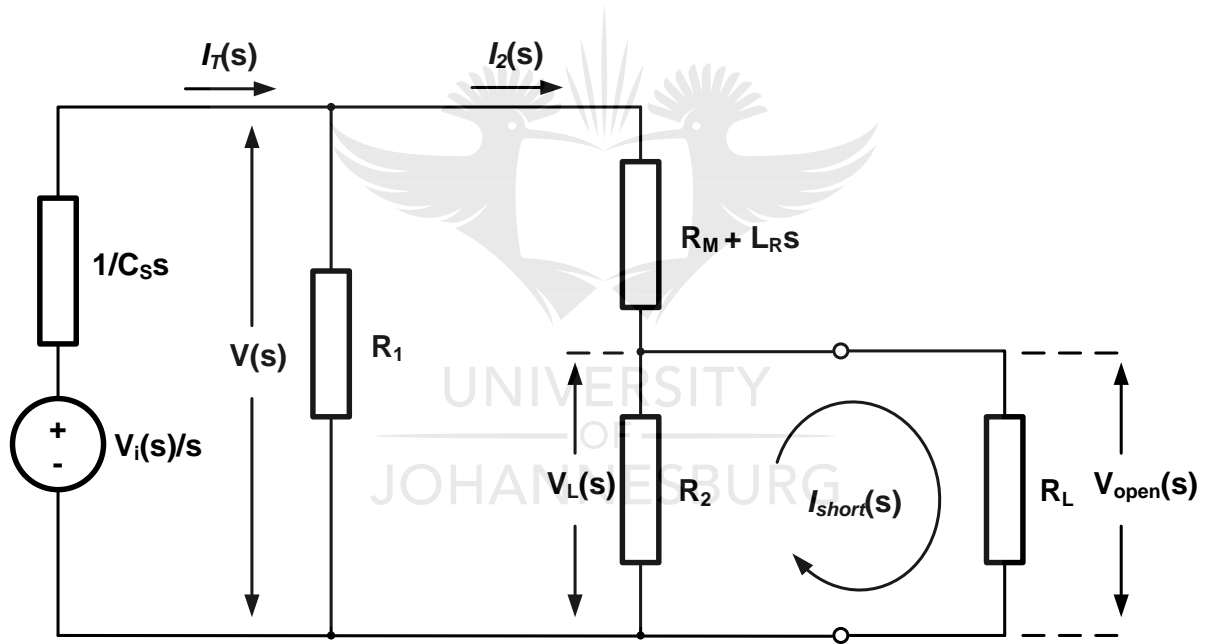 I_T(s)
I_2(s)
R_M + L_Rs
1/C_Ss
V(s)
R_1
UNIVERSITY
OF
JOHANNESBURG
+
-
V_i(s)/s
V_L(s)
R_2
I_short(s)
R_L
V_open(s)